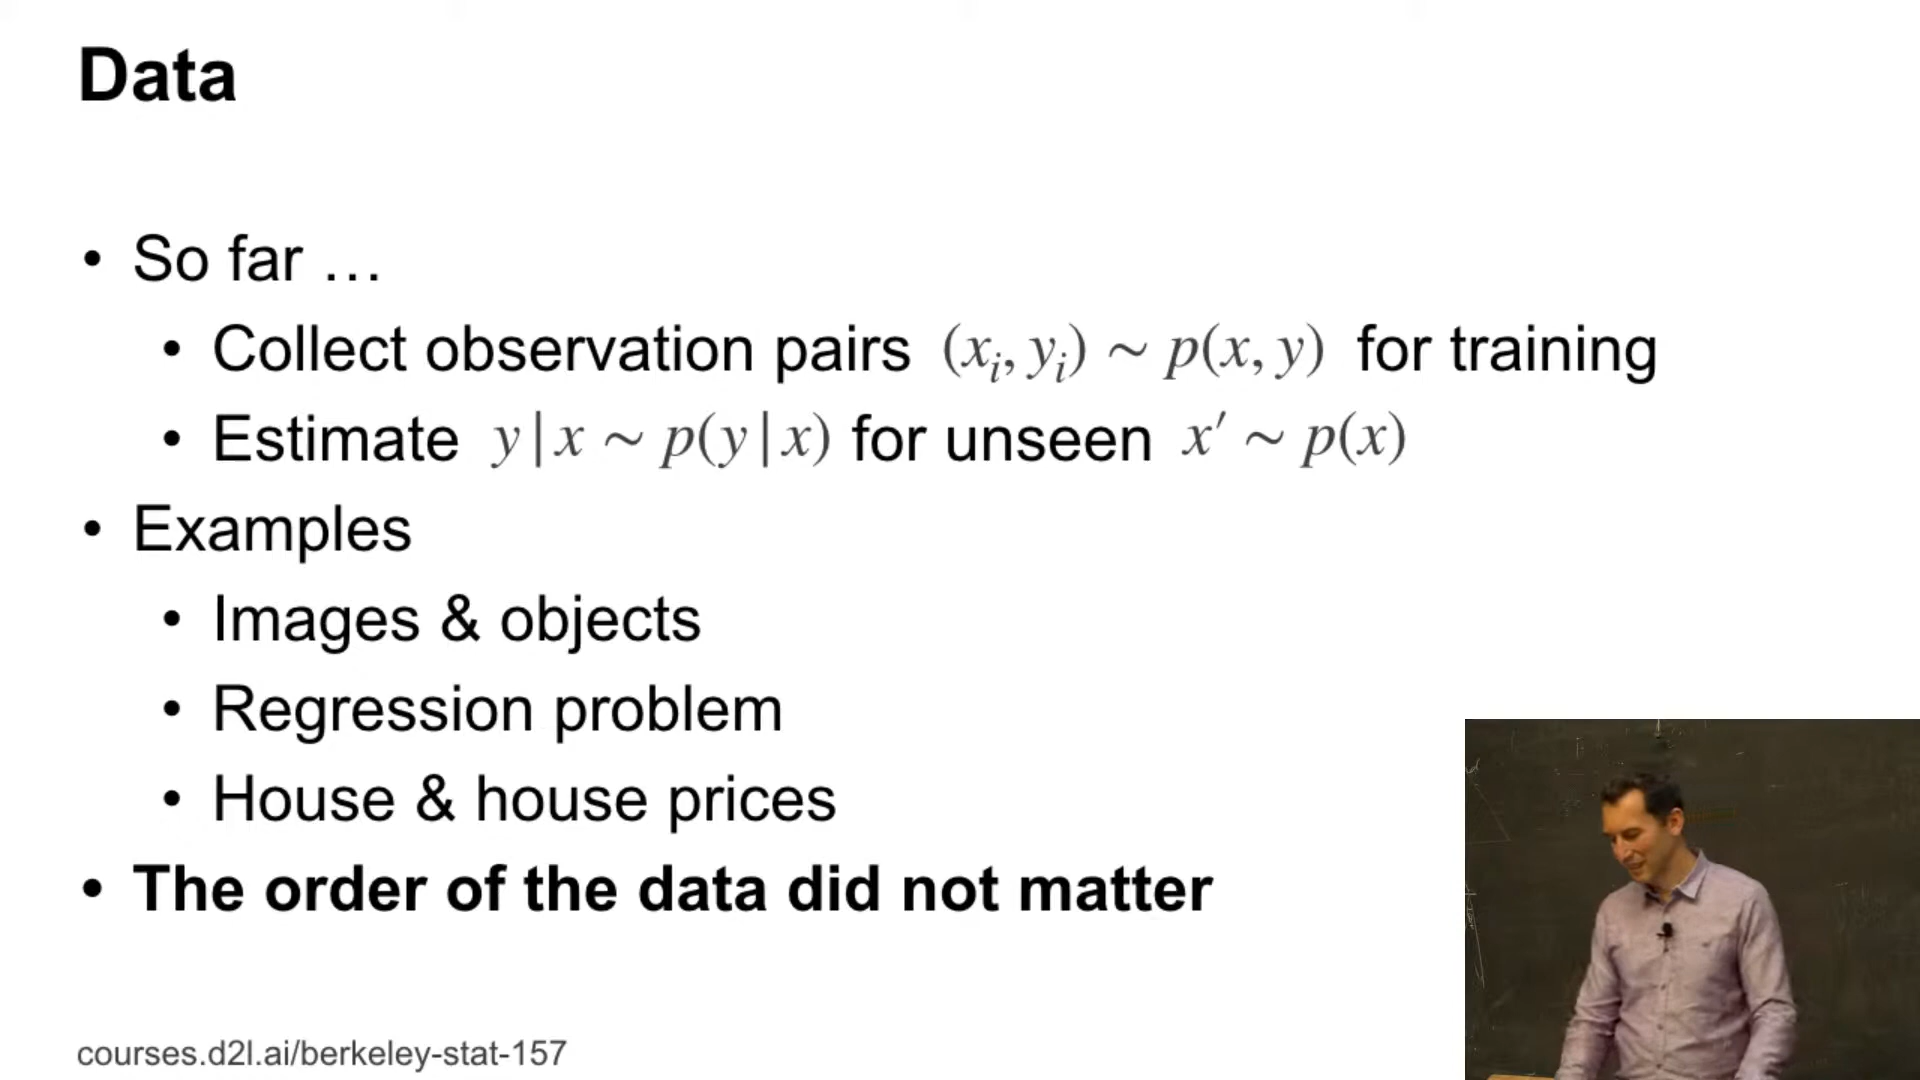 Data
• So far …
• Collect observation pairs (xᵢ, yᵢ) ∼ p(x, y) for training
• Estimate y|x ∼ p(y|x) for unseen x′ ∼ p(x)
• Examples
• Images & objects
• Regression problem
• House & house prices
• The order of the data did not matter
courses.d2l.ai/berkeley-stat-157